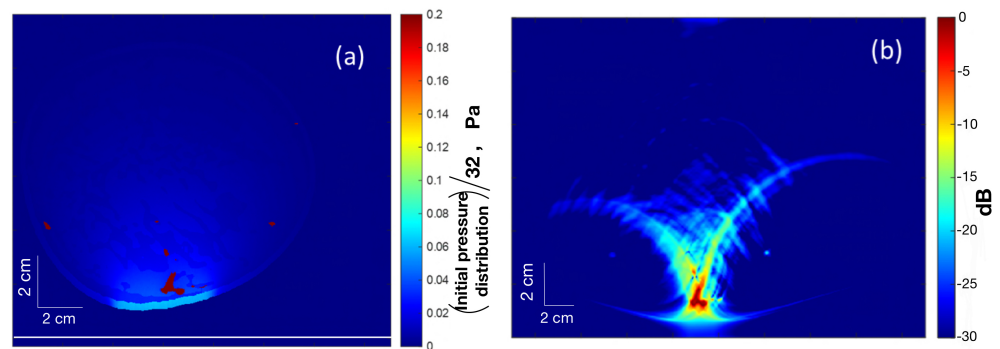 (a)
2 cm
2 cm
0.2
0.18
0.16
0.14
0.12
0.1
0.08
0.06
0.04
0.02
0
(Initial pressure
distribution) / 32 , Pa
(b)
2 cm
2 cm
0
-5
-10
-15
-20
-25
-30
dB